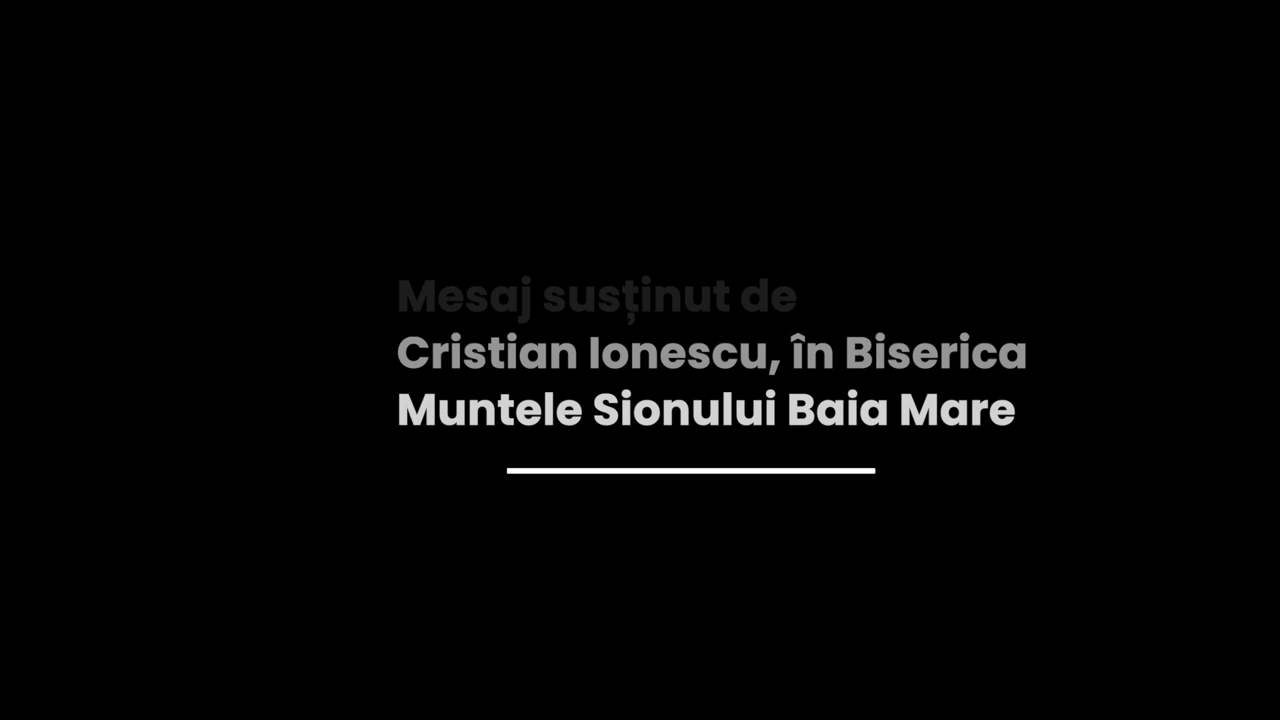 Mesaj susținut de
Cristian Ionescu, în Biserica
Muntele Sionului Baia Mare